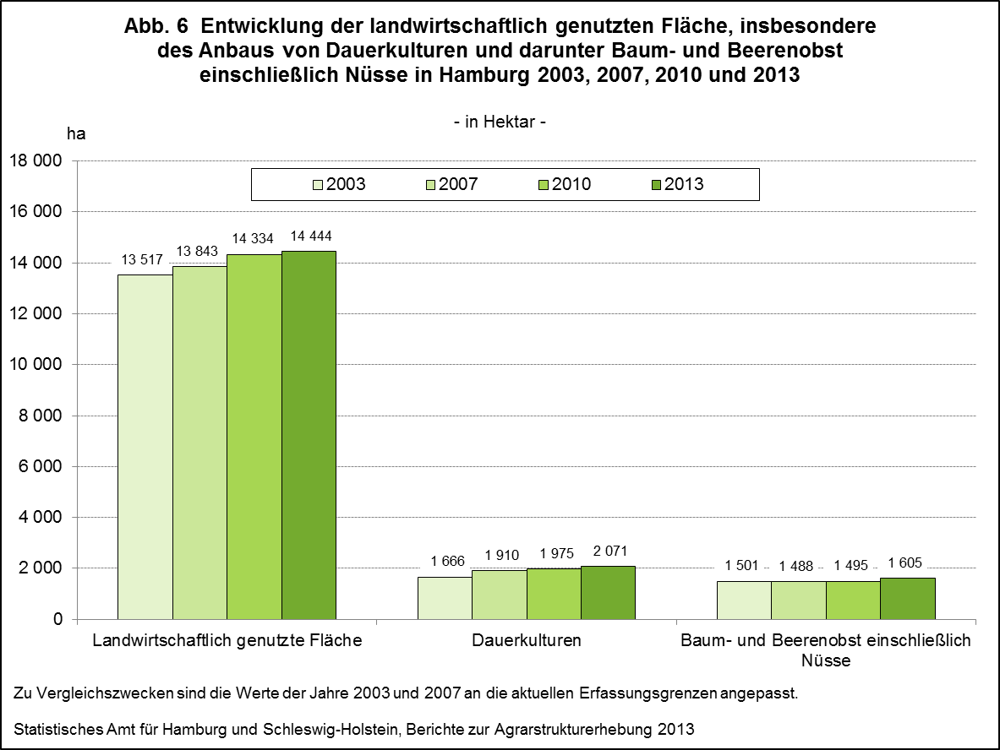 Abb. 6  Entwicklung der landwirtschaftlich genutzten Fläche, insbesondere
des Anbaus von Dauerkulturen und darunter Baum- und Beerenobst
einschließlich Nüsse in Hamburg 2003, 2007, 2010 und 2013
- in Hektar -
ha
2003 2007 2010 2013
18 000
16 000
14 000
12 000
10 000
8 000
6 000
4 000
2 000
0
13 517 13 843 14 334 14 444
1 666 1 910 1 975 2 071
1 501 1 488 1 495 1 605
Landwirtschaftlich genutzte Fläche
Dauerkulturen
Baum- und Beerenobst einschließlich
Nüsse
Zu Vergleichszwecken sind die Werte der Jahre 2003 und 2007 an die aktuellen Erfassungsgrenzen angepasst.
Statistisches Amt für Hamburg und Schleswig-Holstein, Berichte zur Agrarstrukturerhebung 2013